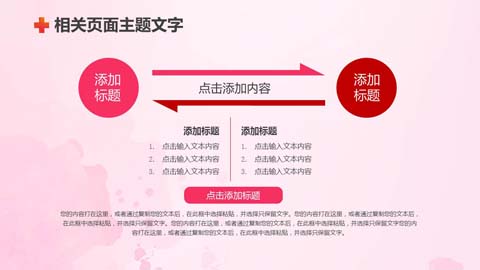 相关页面主题文字
添加
标题
点击添加内容
添加
标题
添加标题
1. 点击输入文本内容
2. 点击输入文本内容
3. 点击输入文本内容
添加标题
1. 点击输入文本内容
2. 点击输入文本内容
3. 点击输入文本内容
点击添加标题
您的内容打在这里，或者通过复制您的文本后，在此框中选择粘贴，并选择只保留文字。您的内容打在这里，或者通过复制您的文本后，在
此框中选择粘贴，并选择只保留文字。您的内容打在这里，或者通过复制您的文本后，在此框中选择粘贴，并选择只保留文字您的内
容打在这里，或者通过复制您的文本后，在此框中选择粘贴，并选择只保留文字。